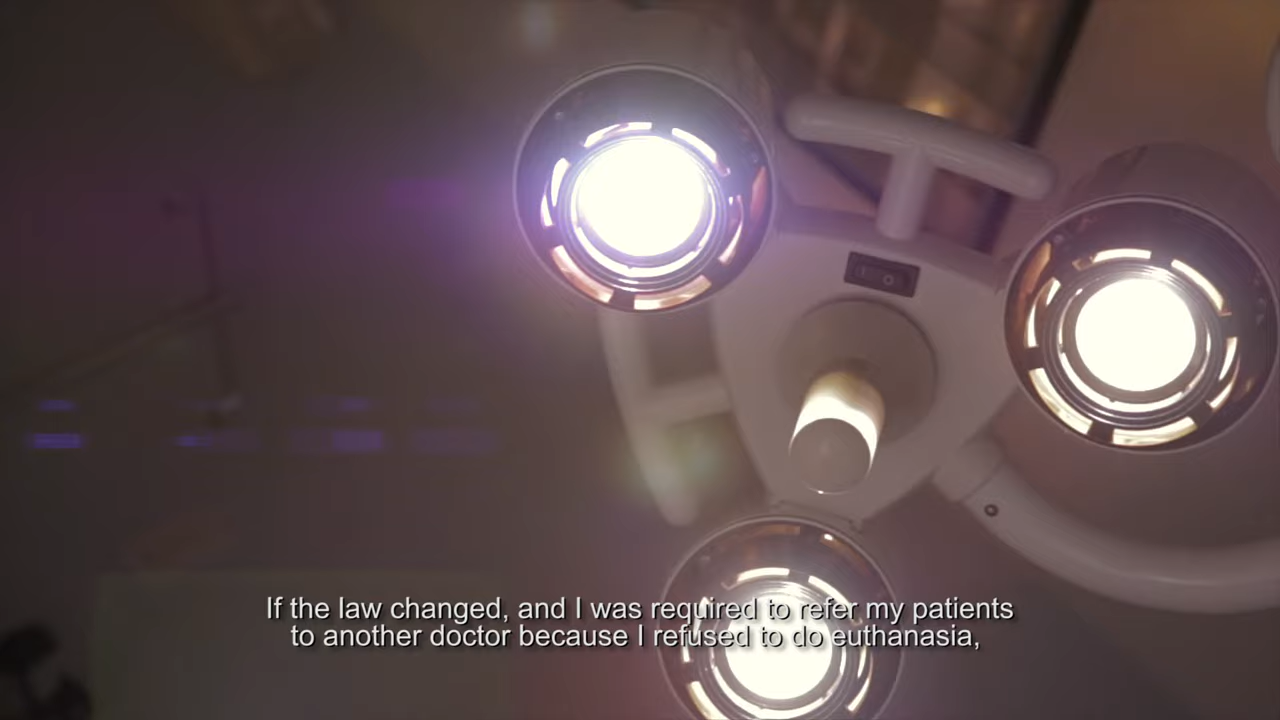 If the law changed, and I was required to refer my patients
to another doctor because I refused to do euthanasia,